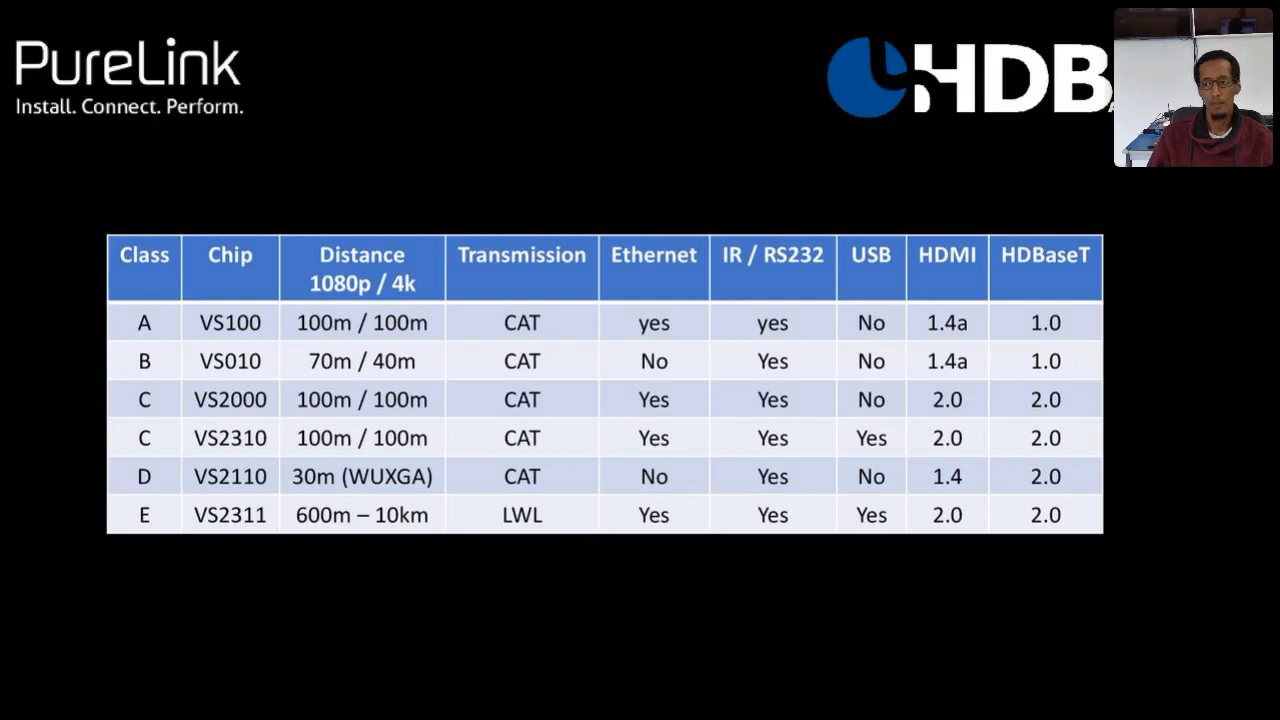 PureLink
Install. Connect. Perform.
HDB
Class Chip Distance 1080p / 4k Transmission Ethernet IR / RS232 USB HDMI HDBaseT
A VS100 100m / 100m CAT yes yes No 1.4a 1.0
B VS010 70m / 40m CAT No Yes No 1.4a 1.0
C VS2000 100m / 100m CAT Yes Yes No 2.0 2.0
C VS2310 100m / 100m CAT Yes Yes Yes 2.0 2.0
D VS2110 30m (WUXGA) CAT No Yes No 1.4 2.0
E VS2311 600m – 10km LWL Yes Yes Yes 2.0 2.0